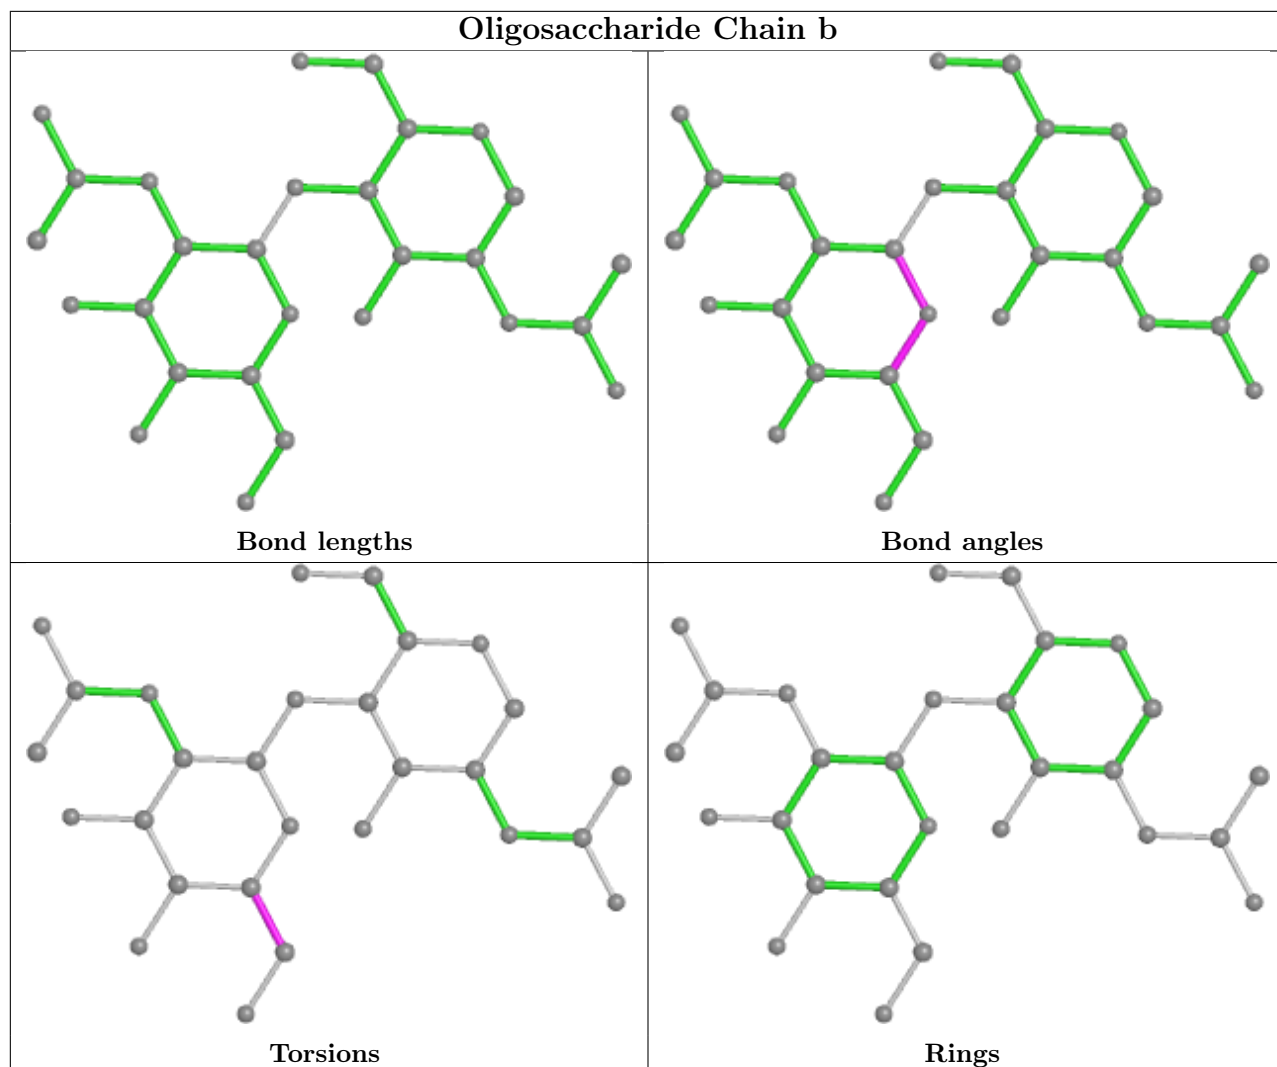 Oligosaccharide Chain b
Bond lengths
Bond angles
Torsions
Rings